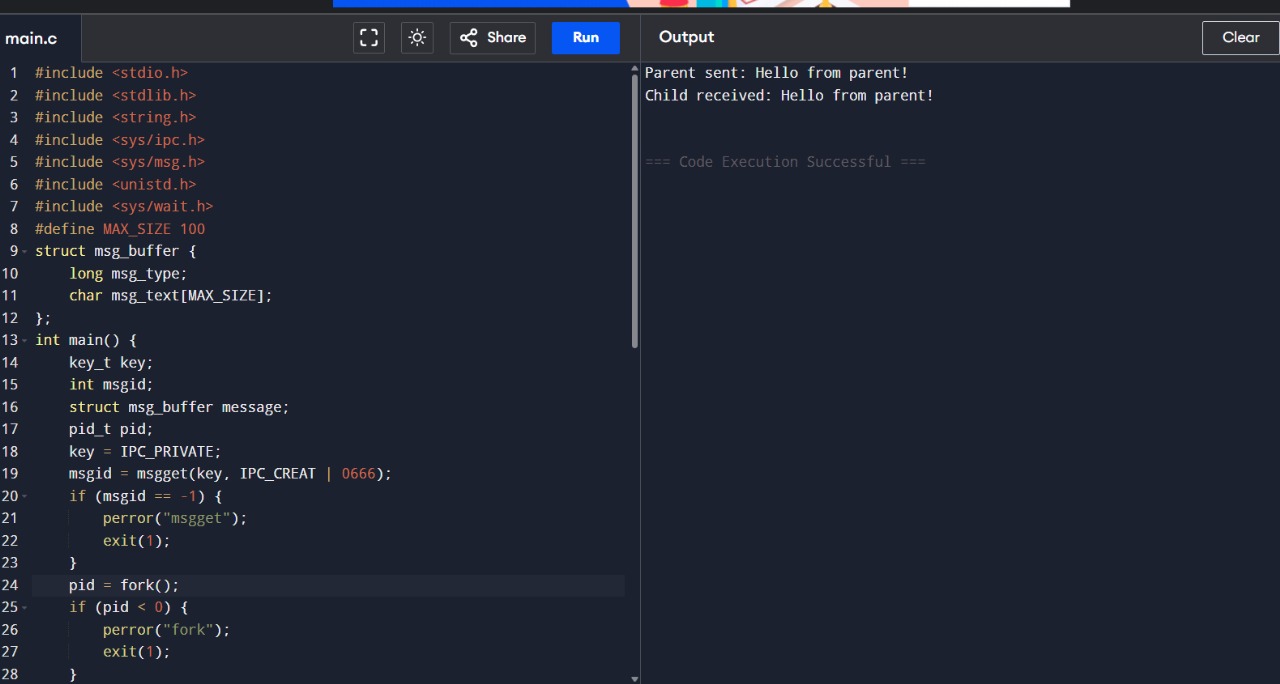 main.c
Share
Run
Output
Clear
1 #include <stdio.h>
2 #include <stdlib.h>
3 #include <string.h>
4 #include <sys/ipc.h>
5 #include <sys/msg.h>
6 #include <unistd.h>
7 #include <sys/wait.h>
8 #define MAX_SIZE 100
9 struct msg_buffer {
10     long msg_type;
11     char msg_text[MAX_SIZE];
12 };
13 int main() {
14     key_t key;
15     int msgid;
16     struct msg_buffer message;
17     pid_t pid;
18     key = IPC_PRIVATE;
19     msgid = msgget(key, IPC_CREAT | 0666);
20     if (msgid == -1) {
21         perror("msgget");
22         exit(1);
23     }
24     pid = fork();
25     if (pid < 0) {
26         perror("fork");
27         exit(1);
28     }
Parent sent: Hello from parent!
Child received: Hello from parent!
=== Code Execution Successful ===